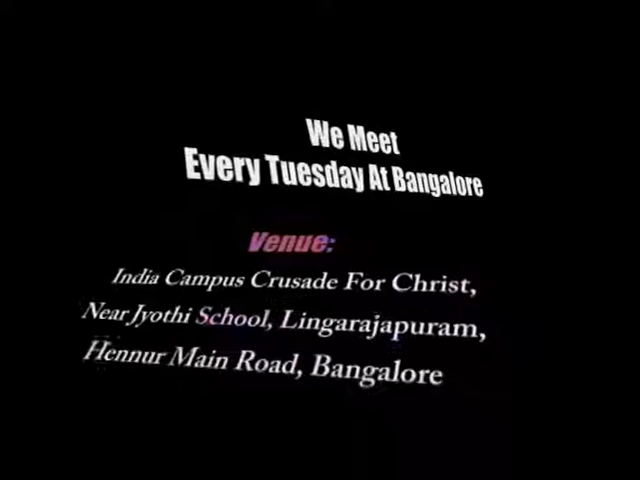 We Meet
Every Tuesday At Bangalore
Venue:
India Campus Crusade For Christ,
Near Jyothi School, Lingarajapuram,
Hennur Main Road, Bangalore